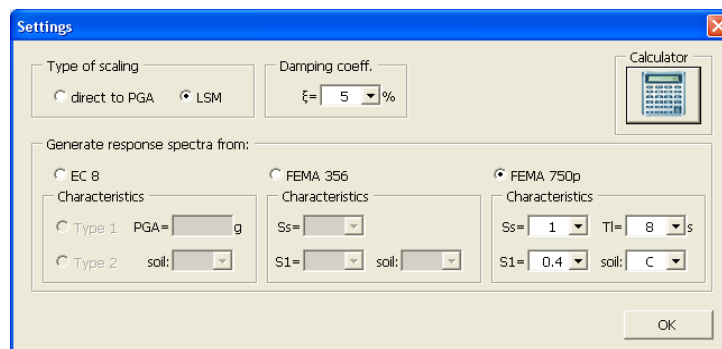 Settings
Type of scaling
direct to PGA LSM
Damping coeff.
ξ= 5 %
Calculator
Generate response spectra from:
EC 8 FEMA 356 FEMA 750p
Characteristics Characteristics Characteristics
Type 1 PGA= g Ss= Ss= 1 Tl= 8 s
Type 2 soil: S1= soil: S1= 0.4 soil: C
OK